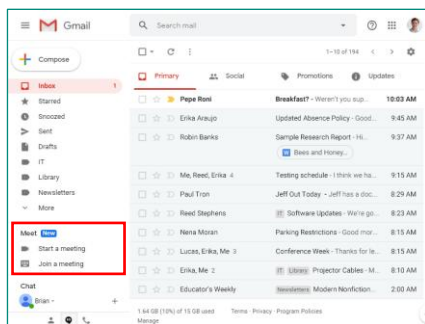 Gmail
Search mail
Compose
1–10 of 194
Primary Social Promotions Updates
Inbox 1
Starred
Snoozed
Sent
Drafts
IT
Library
Newsletters
More
Pepe Roni Breakfast? - Weren't you sup... 10:03 AM
Erika Araujo Updated Absence Policy - Good... 9:45 AM
Robin Banks Sample Research Report - Hi... 9:37 AM
W Bees and Honey...
Me, Reed, Erika 4 Testing schedule - I think we ha... 9:15 AM
Paul Tron Jeff Out Today - Jeff has a doc... 8:29 AM
Reed Stephens IT Software Updates - We're go... 8:23 AM
Nena Moran Parking Restrictions - Good mor... 8:15 AM
Lucas, Erika, Me 3 Conference Week - Thanks for le... 8:15 AM
Erika, Me 2 IT Library Projector Cables - M... 8:10 AM
Educator's Weekly Newsletters Modern Nonfiction... 2:00 AM
Meet New
Start a meeting
Join a meeting
Chat
Brian
1.64 GB (10%) of 15 GB used
Manage
Terms · Privacy · Program Policies